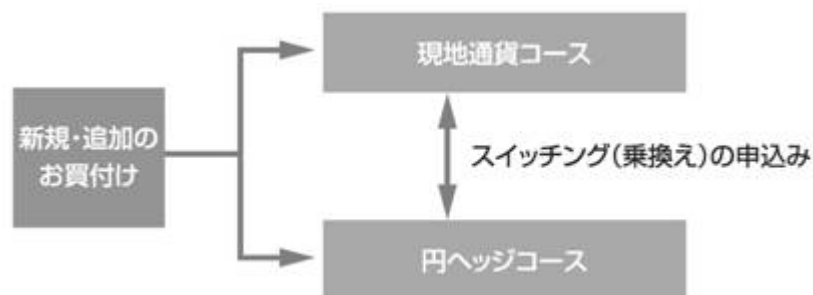 現地通貨コース
新規・追加の
お買付け
スイッチング(乗換え)の申込み
円ヘッジコース